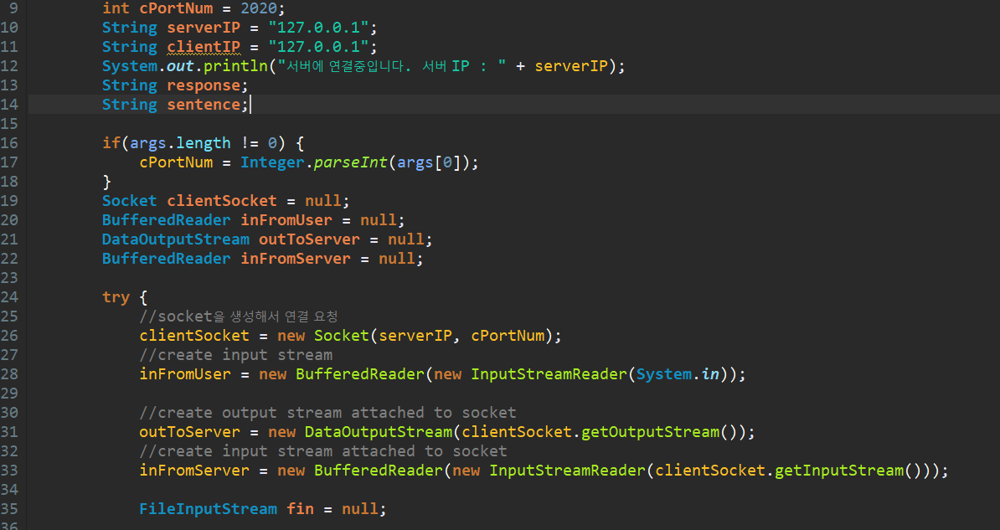 9 int cPortNum = 2020;
10 String serverIP = "127.0.0.1";
11 String clientIP = "127.0.0.1";
12 System.out.println("서버에 연결중입니다. 서버 IP : " + serverIP);
13 String response;
14 String sentence;
15
16 if(args.length != 0) {
17 cPortNum = Integer.parseInt(args[0]);
18 }
19 Socket clientSocket = null;
20 BufferedReader inFromUser = null;
21 DataOutputStream outToServer = null;
22 BufferedReader inFromServer = null;
23
24 try {
25 //socket을 생성해서 연결 요청
26 clientSocket = new Socket(serverIP, cPortNum);
27 //create input stream
28 inFromUser = new BufferedReader(new InputStreamReader(System.in));
29
30 //create output stream attached to socket
31 outToServer = new DataOutputStream(clientSocket.getOutputStream());
32 //create input stream attached to socket
33 inFromServer = new BufferedReader(new InputStreamReader(clientSocket.getInputStream()));
34
35 FileInputStream fin = null;
36